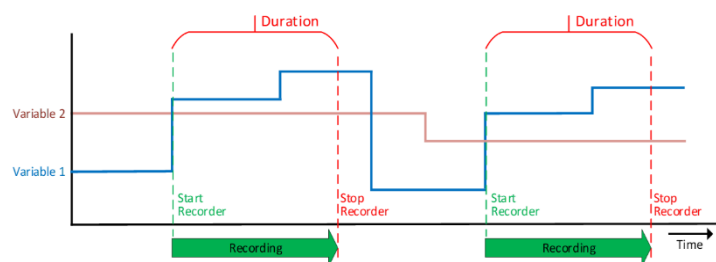 Duration
Duration
Variable 2
Variable 1
Start
Recorder
Stop
Recorder
Start
Recorder
Stop
Recorder
Recording
Recording
Time